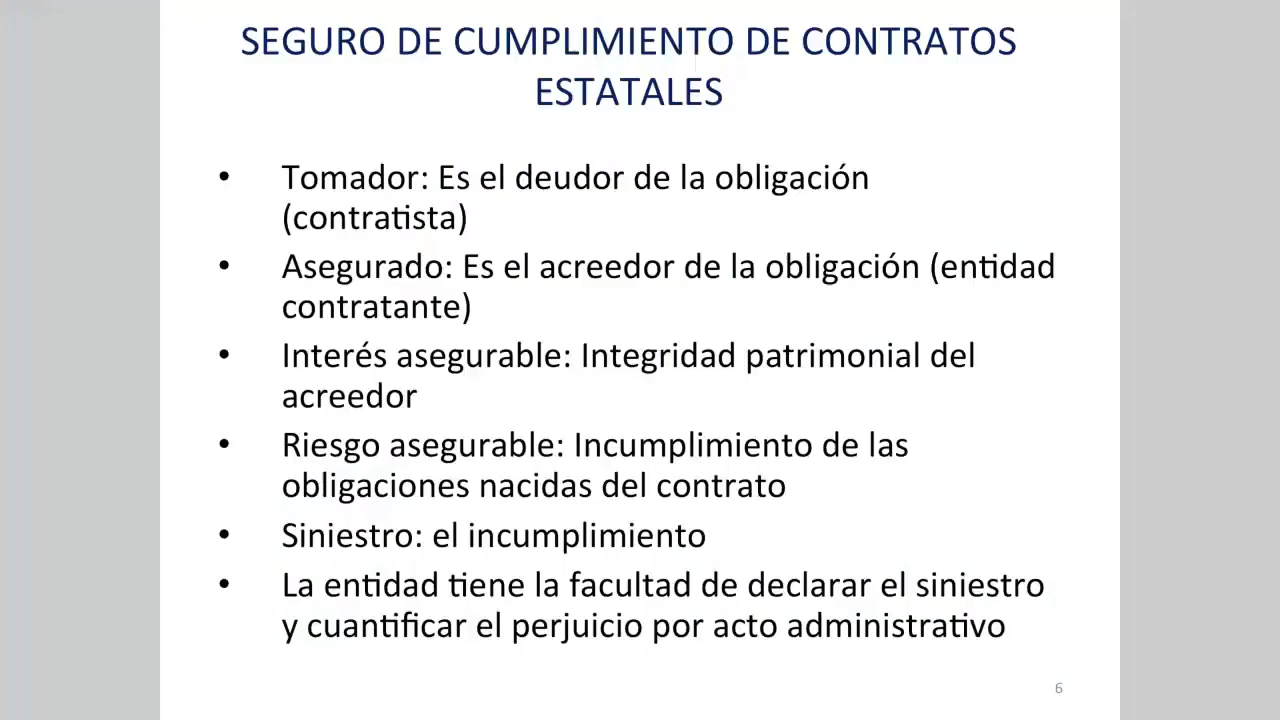 SEGURO DE CUMPLIMIENTO DE CONTRATOS
ESTATALES
• Tomador: Es el deudor de la obligación
(contratista)
• Asegurado: Es el acreedor de la obligación (entidad
contratante)
• Interés asegurable: Integridad patrimonial del
acreedor
• Riesgo asegurable: Incumplimiento de las
obligaciones nacidas del contrato
• Siniestro: el incumplimiento
• La entidad tiene la facultad de declarar el siniestro
y cuantificar el perjuicio por acto administrativo
6